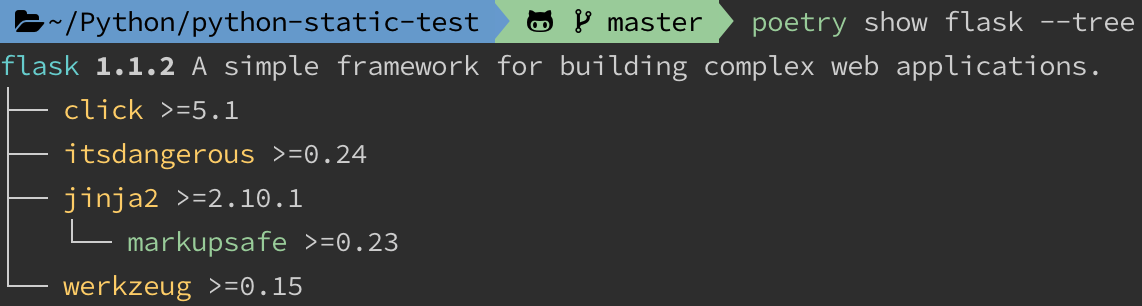 ~/Python/python-static-test master poetry show flask --tree
flask 1.1.2 A simple framework for building complex web applications.
├── click >=5.1
├── itsdangerous >=0.24
├── jinja2 >=2.10.1
│   └── markupsafe >=0.23
└── werkzeug >=0.15